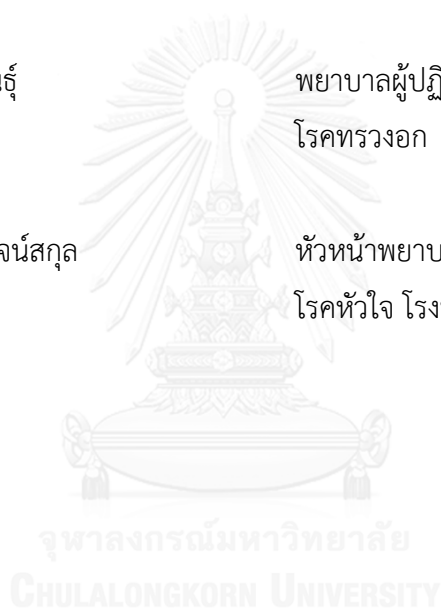 นธุ์ พยาบาลผู้ปฏิ
โรคทรวงอก
จน์สกุล หัวหน้าพยาบ
โรคหัวใจ โรง
จุฬาลงกรณ์มหาวิทยาลัย
CHULALONGKORN UNIVERSITY